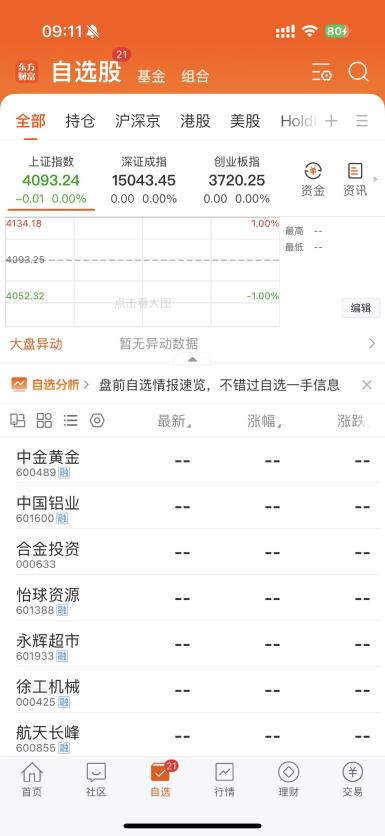 09:11 80
东方财富 自选股 21 基金 组合
全部 持仓 沪深京 港股 美股 Holdi
上证指数 深证成指 创业板指
4093.24 15043.45 3720.25
-0.01 0.00% 0.00 0.00% 0.00 0.00%
资金 资讯
4134.18 1.00% 最高 --
4093.25 最低 --
4052.32 点击看大图 -1.00% 编辑
大盘异动 暂无异动数据
自选分析 盘前自选情报速览，不错过自选一手信息
最新 涨幅 涨跌
中金黄金 -- -- --
600489 融
中国铝业 -- -- --
601600 融
合金投资 -- -- --
000633
怡球资源 -- -- --
601388 融
永辉超市 -- -- --
601933 融
徐工机械 -- -- --
000425 融
航天长峰 -- -- --
600855 融
21
首页 社区 自选 行情 理财 交易